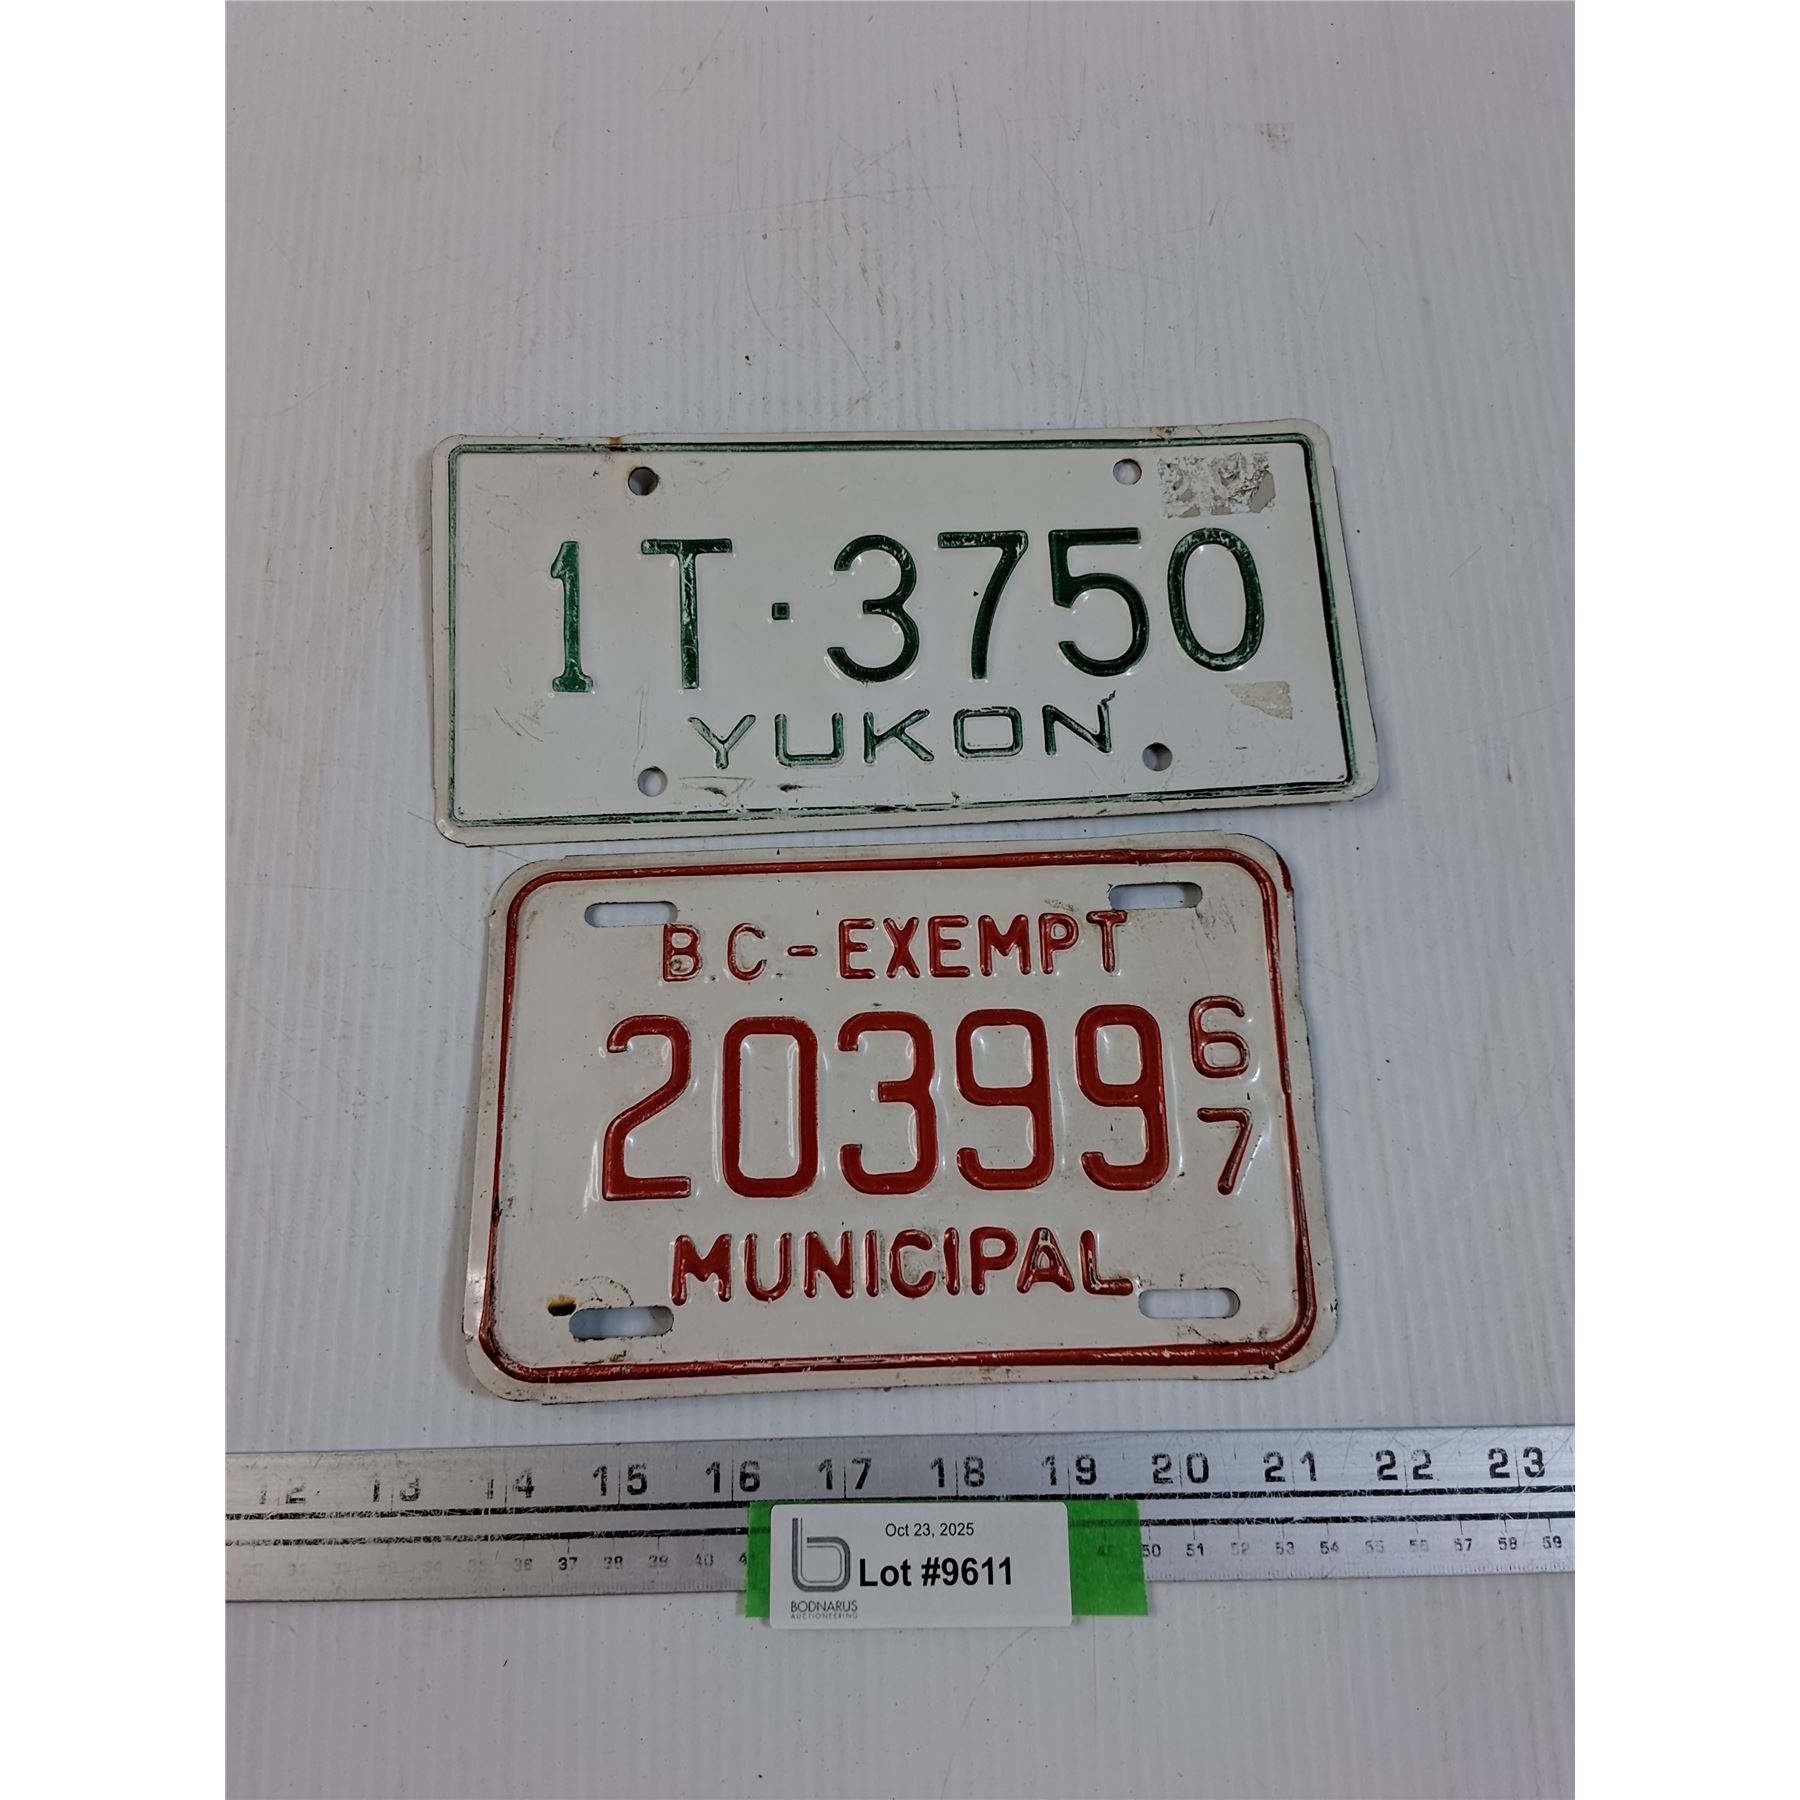 1T·3750
YUKON
B.C-EXEMPT
20399 67
MUNICIPAL
12 13 14 15 16 17 18 19 20 21 22 23
36 37 38 39 40 50 51 52 53 54 55 56 57 58 59
Oct 23, 2025
Lot #9611
BODNARUS
AUCTIONEERING